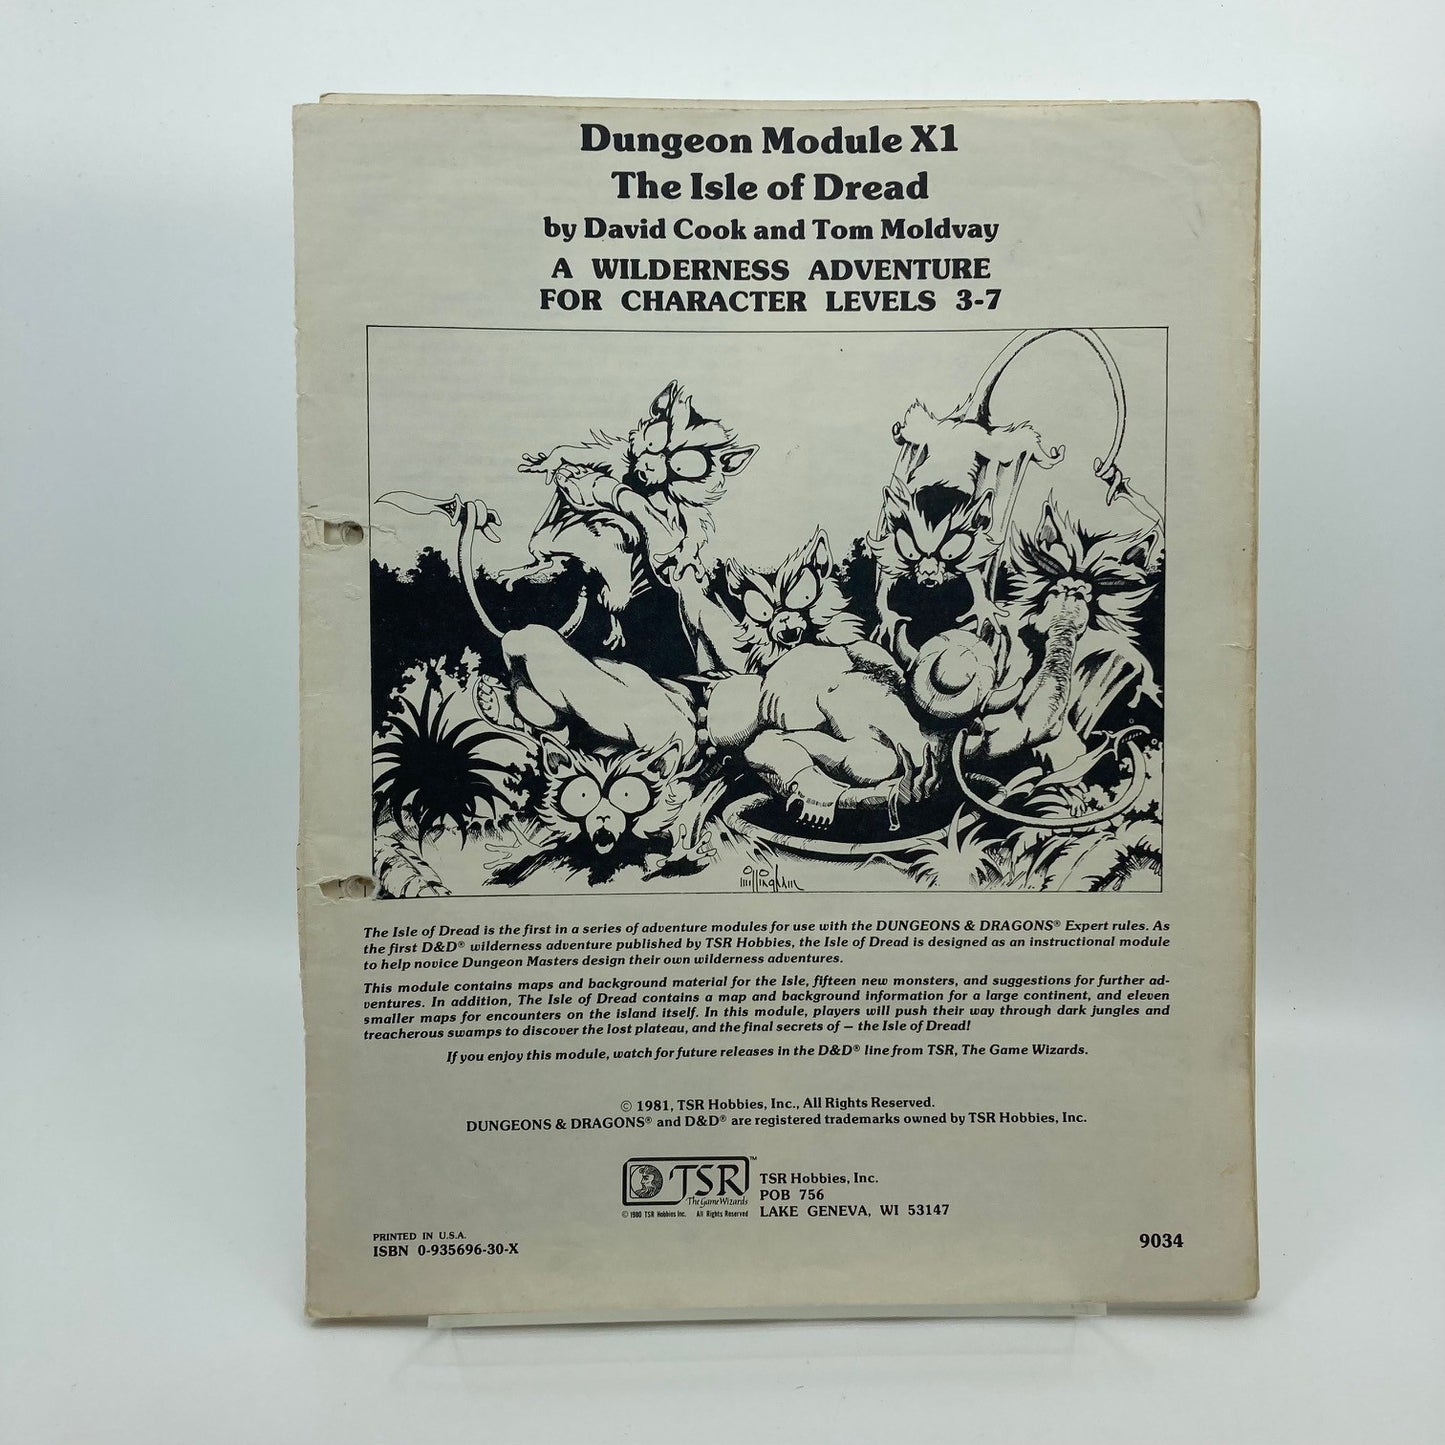 Dungeon Module X1
The Isle of Dread
by David Cook and Tom Moldvay
A WILDERNESS ADVENTURE
FOR CHARACTER LEVELS 3-7
Willingham
The Isle of Dread is the first in a series of adventure modules for use with the DUNGEONS & DRAGONS® Expert rules. As
the first D&D® wilderness adventure published by TSR Hobbies, the Isle of Dread is designed as an instructional module
to help novice Dungeon Masters design their own wilderness adventures.
This module contains maps and background material for the Isle, fifteen new monsters, and suggestions for further ad-
ventures. In addition, The Isle of Dread contains a map and background information for a large continent, and eleven
smaller maps for encounters on the island itself. In this module, players will push their way through dark jungles and
treacherous swamps to discover the lost plateau, and the final secrets of — the Isle of Dread!
If you enjoy this module, watch for future releases in the D&D® line from TSR, The Game Wizards.
© 1981, TSR Hobbies, Inc., All Rights Reserved.
DUNGEONS & DRAGONS® and D&D® are registered trademarks owned by TSR Hobbies, Inc.
TSR™
The Game Wizards
© 1980 TSR Hobbies Inc. All Rights Reserved
TSR Hobbies, Inc.
POB 756
LAKE GENEVA, WI 53147
PRINTED IN U.S.A.
ISBN 0-935696-30-X
9034